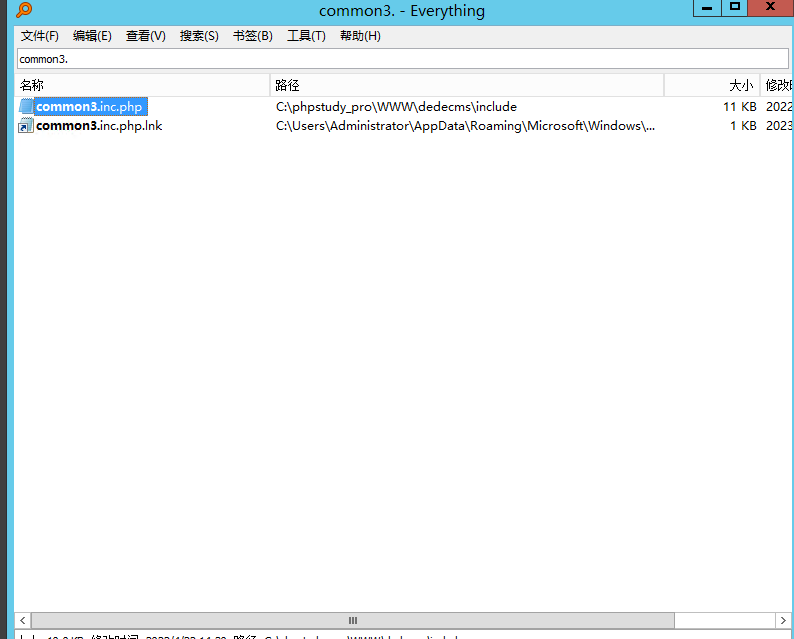 common3. - Everything
文件(F) 编辑(E) 查看(V) 搜索(S) 书签(B) 工具(T) 帮助(H)
common3.
名称 路径 大小 修改时
common3.inc.php C:\phpstudy_pro\WWW\dedecms\include 11 KB 2022
common3.inc.php.lnk C:\Users\Administrator\AppData\Roaming\Microsoft\Windows\... 1 KB 2023